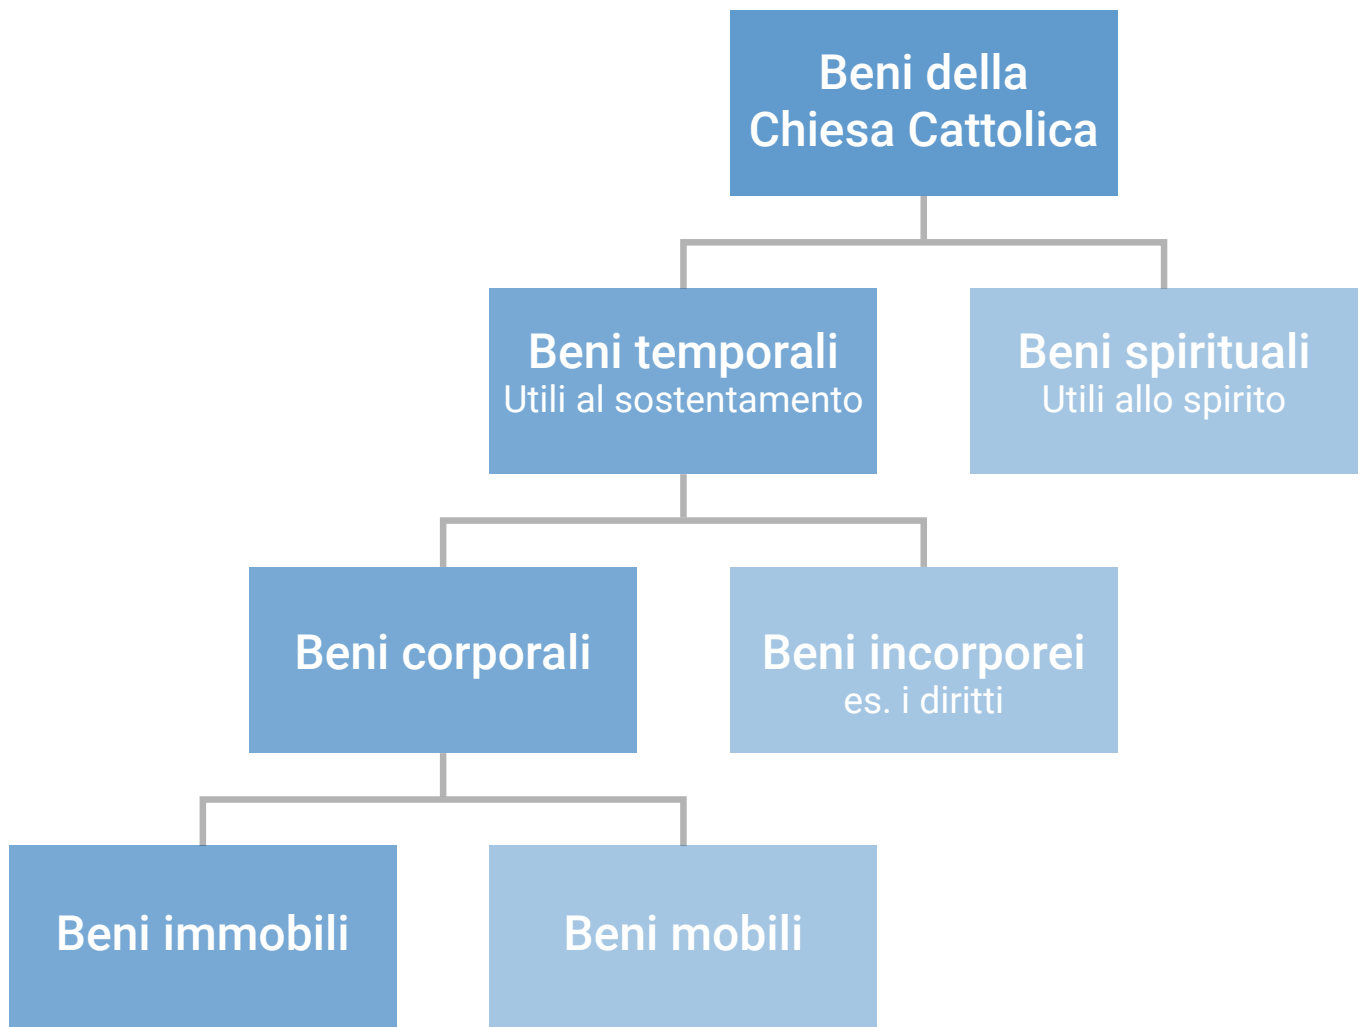 Beni della
Chiesa Cattolica
Beni temporali
Utili al sostentamento
Beni spirituali
Utili allo spirito
Beni corporali
Beni incorporei
es. i diritti
Beni immobili
Beni mobili